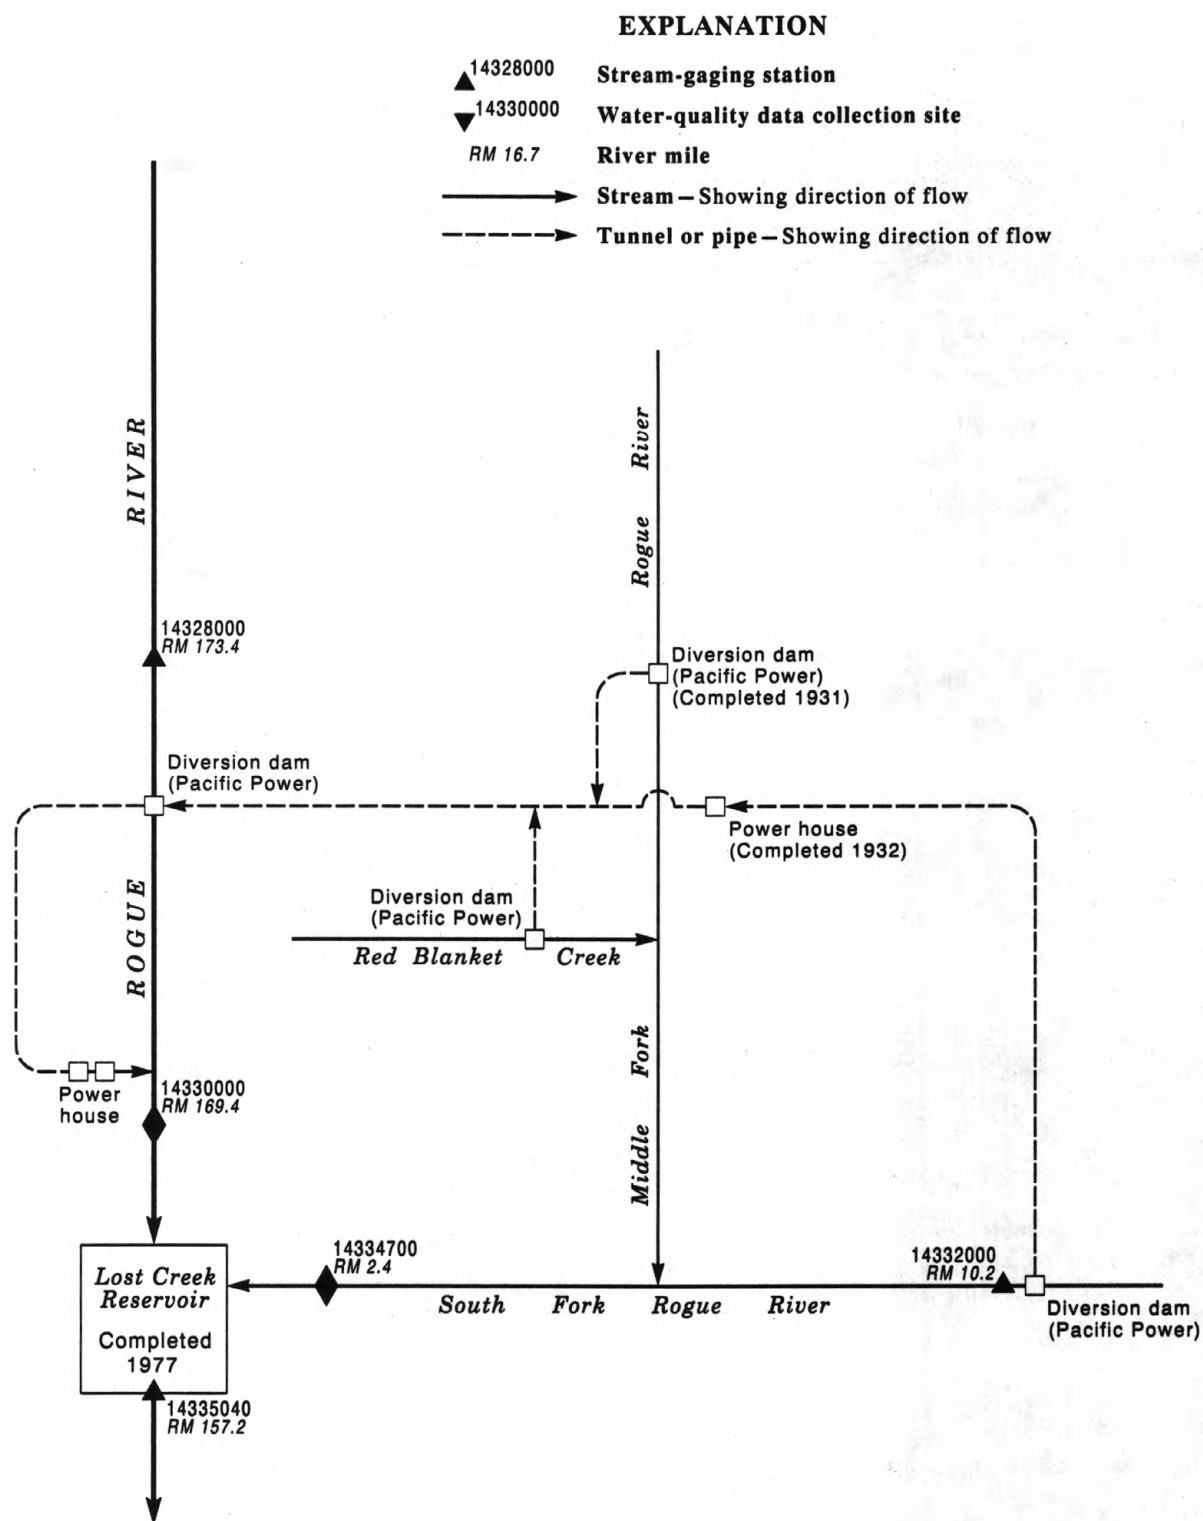 EXPLANATION
14328000 Stream-gaging station
14330000 Water-quality data collection site
RM 16.7 River mile
Stream—Showing direction of flow
Tunnel or pipe—Showing direction of flow
RIVER
Rogue River
14328000
RM 173.4
Diversion dam
(Pacific Power)
(Completed 1931)
Diversion dam
(Pacific Power)
Power house
(Completed 1932)
ROGUE
Diversion dam
(Pacific Power)
Red Blanket Creek
Middle Fork
Power
house
14330000
RM 169.4
Lost Creek
Reservoir
Completed
1977
14334700
RM 2.4
14332000
RM 10.2
South Fork Rogue River
Diversion dam
(Pacific Power)
14335040
RM 157.2